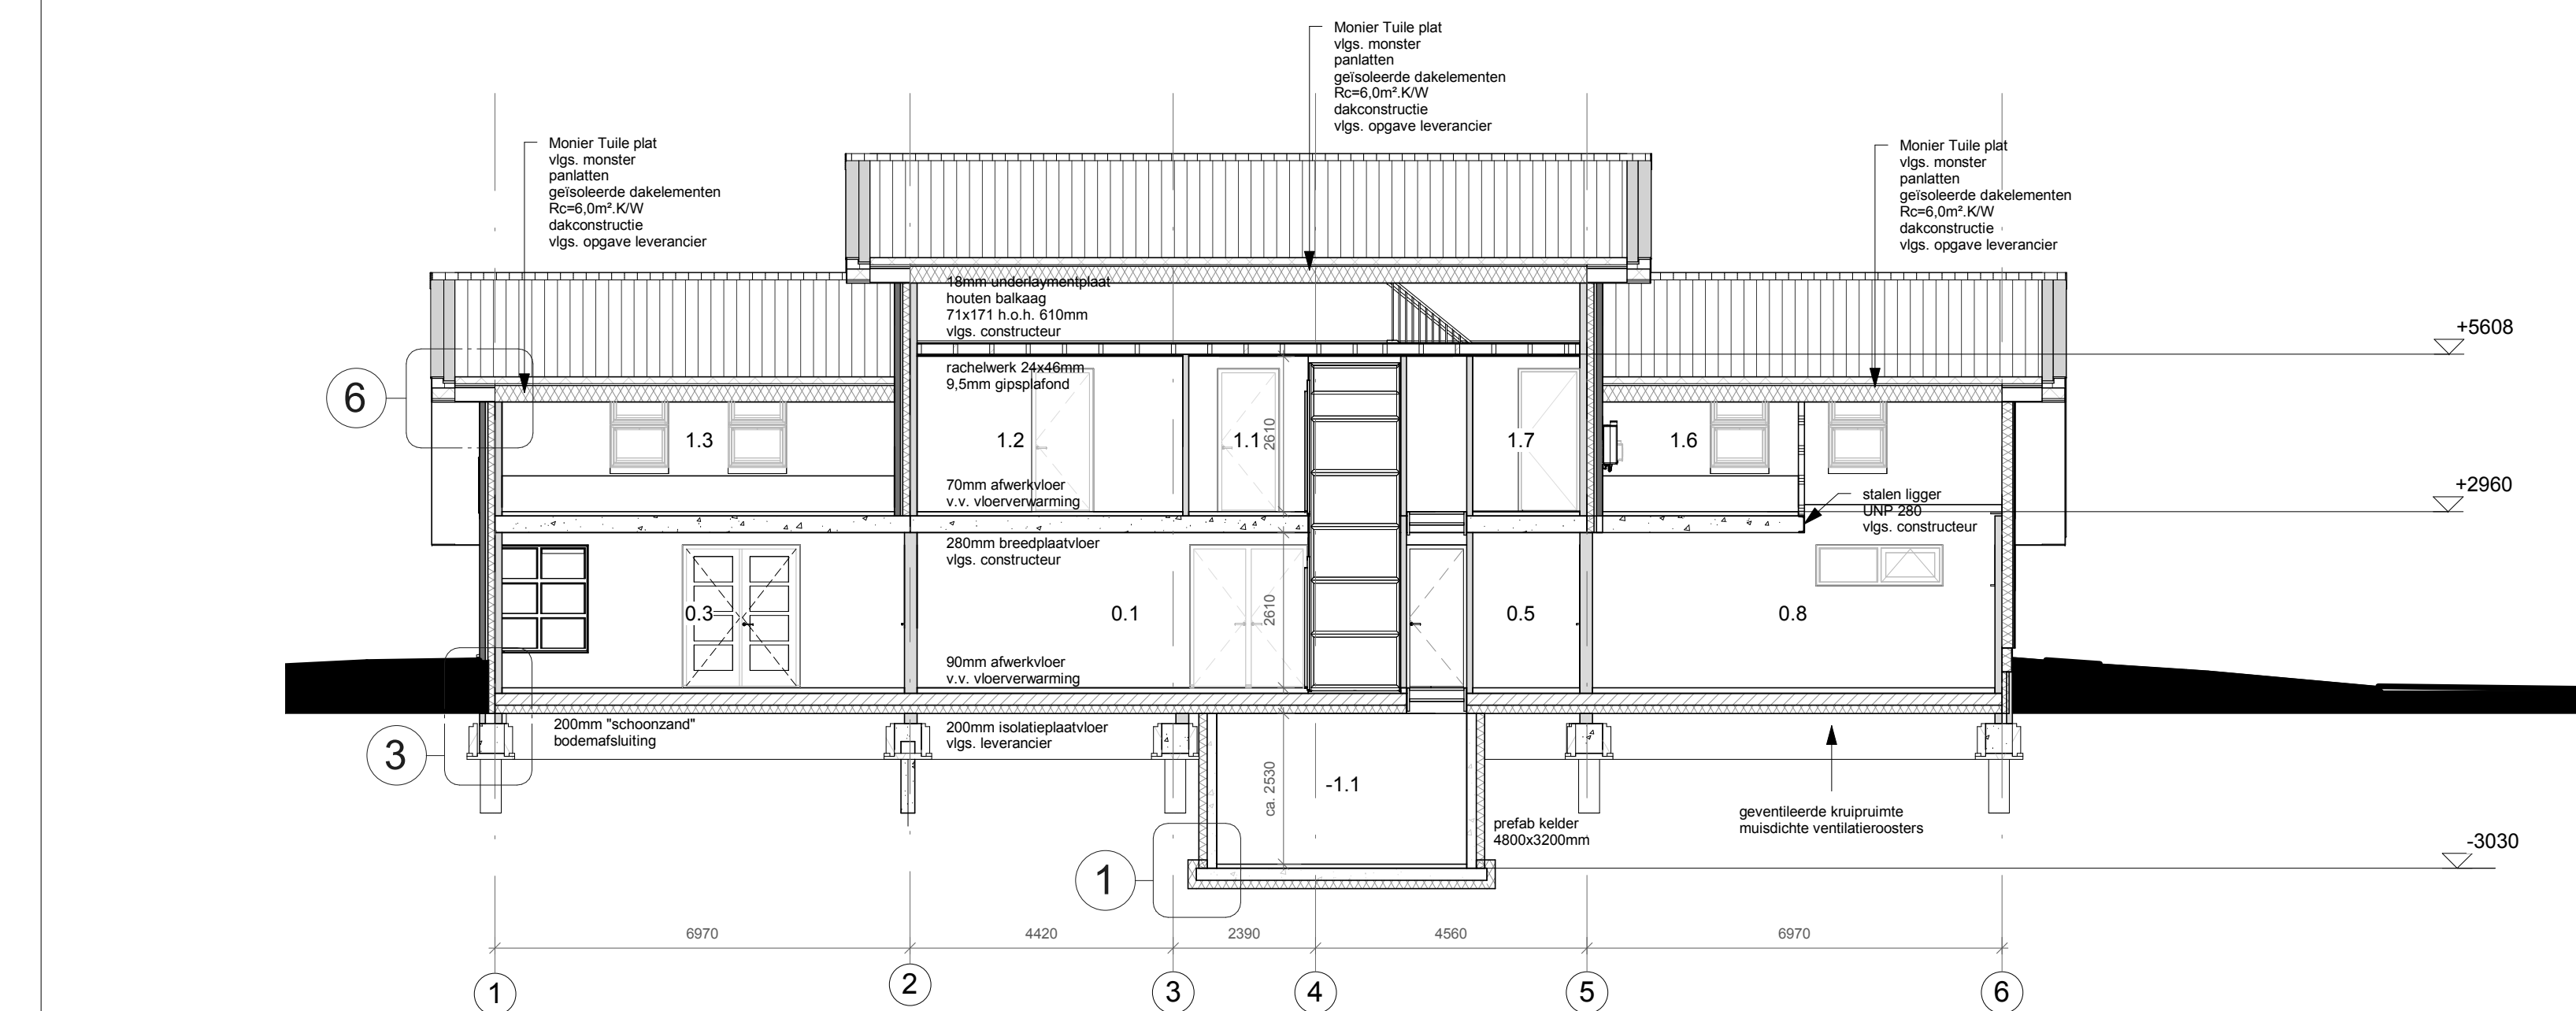 Monier Tuile plat
vlgs. monster
panlatten
geïsoleerde dakelementen
Rc=6,0m².K/W
dakconstructie
vlgs. opgave leverancier
Monier Tuile plat
vlgs. monster
panlatten
geïsoleerde dakelementen
Rc=6,0m².K/W
dakconstructie
vlgs. opgave leverancier
Monier Tuile plat
vlgs. monster
panlatten
geïsoleerde dakelementen
Rc=6,0m².K/W
dakconstructie
vlgs. opgave leverancier
18mm underlaymentplaat
houten balkaag
71x171 h.o.h. 610mm
vlgs. constructeur
+5608
rachelwerk 24x46mm
9,5mm gipsplafond
6
1.3
1.2
1.1
2610
1.7
1.6
70mm afwerkvloer
v.v. vloerverwarming
stalen ligger
UNP 280
vlgs. constructeur
+2960
280mm breedplaatvloer
vlgs. constructeur
0.3
0.1
2610
0.5
0.8
90mm afwerkvloer
v.v. vloerverwarming
200mm "schoonzand"
bodemafsluiting
200mm isolatieplaatvloer
vlgs. leverancier
3
ca. 2530
-1.1
prefab kelder
4800x3200mm
geventileerde kruipruimte
muisdichte ventilatieroosters
-3030
1
6970
4420
2390
4560
6970
1
2
3
4
5
6